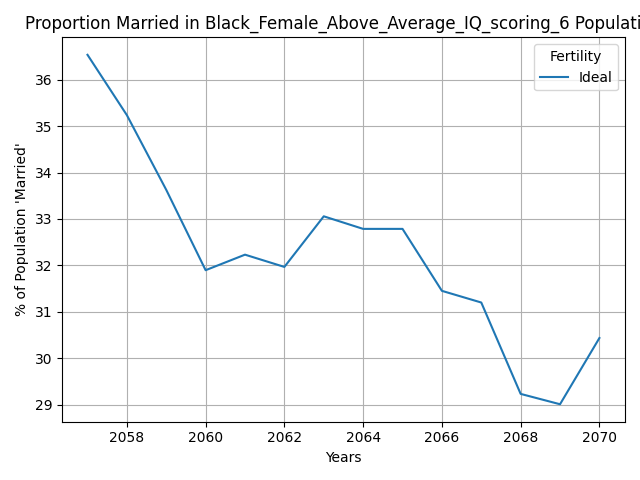 Proportion Married in Black_Female_Above_Average_IQ_scoring_6 Populati
Fertility
Ideal
% of Population 'Married'
36
35
34
33
32
31
30
29
2058 2060 2062 2064 2066 2068 2070
Years